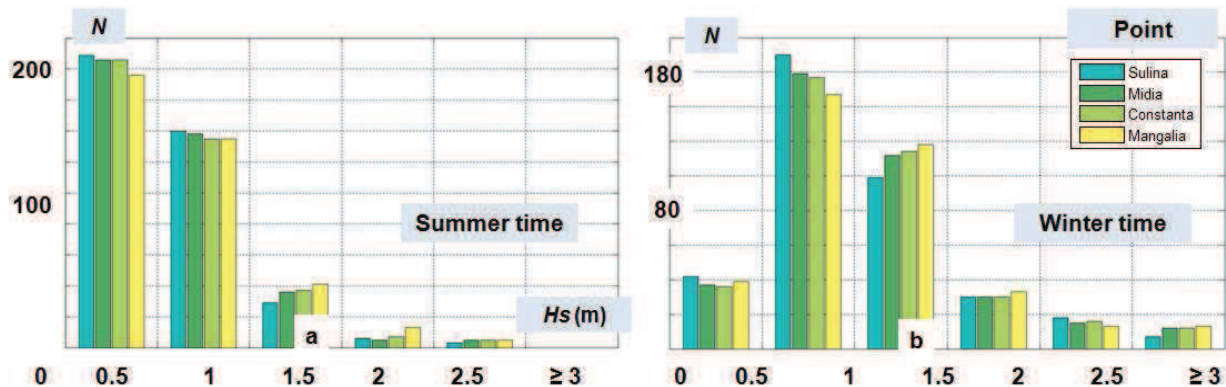 N
200
100
Summer time
Hs (m)
a
0 0.5 1 1.5 2 2.5 ≥ 3
N
180
80
Point
Sulina
Midia
Constanta
Mangalia
Winter time
b
0 0.5 1 1.5 2 2.5 ≥ 3